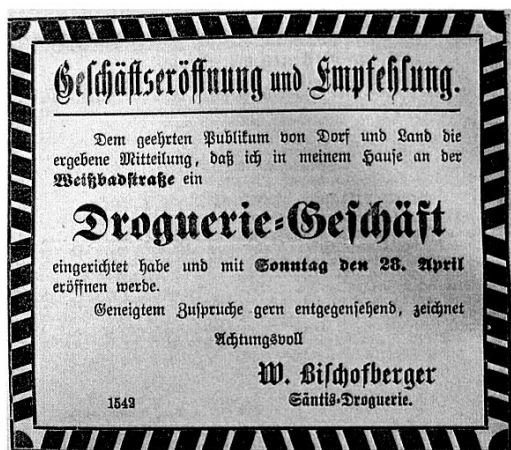 Geschäftseröffnung und Empfehlung.
Dem geehrten Publikum von Dorf und Land die
ergebene Mitteilung, daß ich in meinem Hause an der
Weißbadstraße ein
Droguerie-Geschäft
eingerichtet habe und mit Sonntag den 28. April
eröffnen werde.
Geneigtem Zuspruche gern entgegensehend, zeichnet
Achtungsvoll
W. Bischofberger
Säntis-Droguerie.
1542